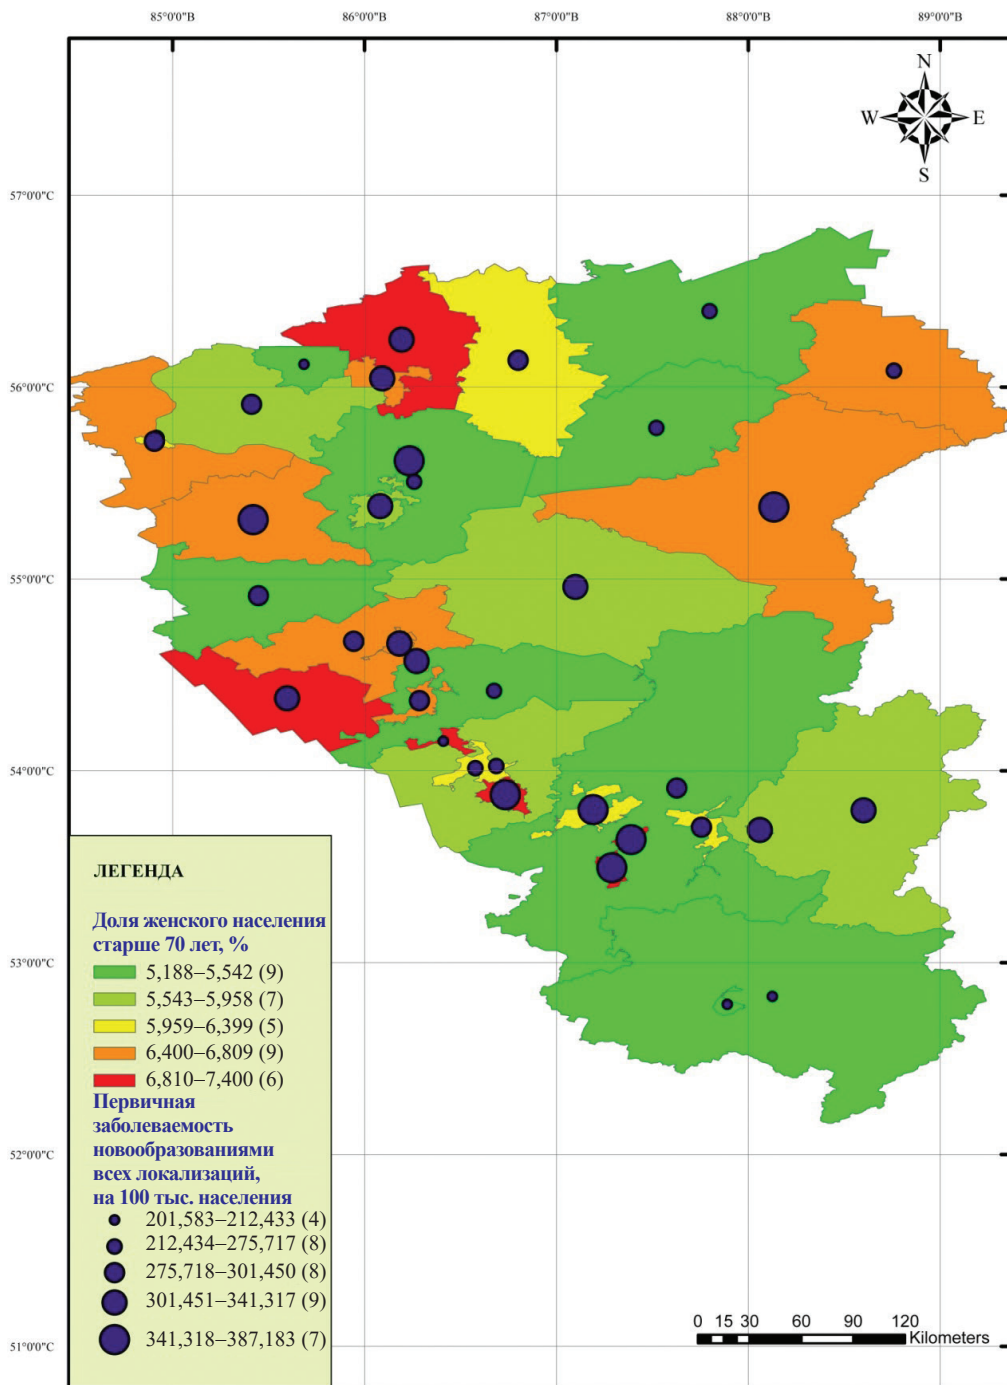 85°0'0"В 86°0'0"В 87°0'0"В 88°0'0"В 89°0'0"В
N
W E
S
57°0'0"С
56°0'0"С
55°0'0"С
54°0'0"С
53°0'0"С
52°0'0"С
51°0'0"С
ЛЕГЕНДА
Доля женского населения
старше 70 лет, %
5,188–5,542 (9)
5,543–5,958 (7)
5,959–6,399 (5)
6,400–6,809 (9)
6,810–7,400 (6)
Первичная
заболеваемость
новообразованиями
всех локализаций,
на 100 тыс. населения
201,583–212,433 (4)
212,434–275,717 (8)
275,718–301,450 (8)
301,451–341,317 (9)
341,318–387,183 (7)
0 15 30 60 90 120
Kilometers